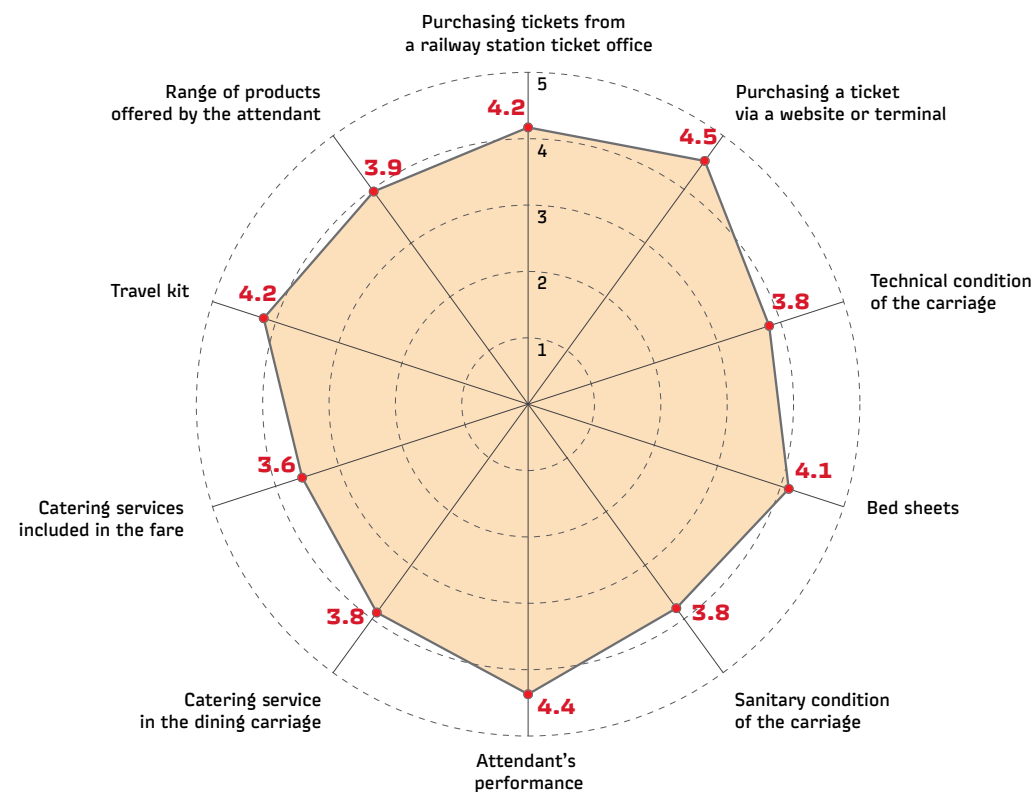 Purchasing tickets from
a railway station ticket office
Range of products
offered by the attendant
Purchasing a ticket
via a website or terminal
5
4.2
4.5
4
3.9
3
Technical condition
of the carriage
Travel kit
4.2
3.8
2
1
3.6
4.1
Catering services
included in the fare
Bed sheets
3.8
3.8
Catering service
in the dining carriage
4.4
Sanitary condition
of the carriage
Attendant's
performance